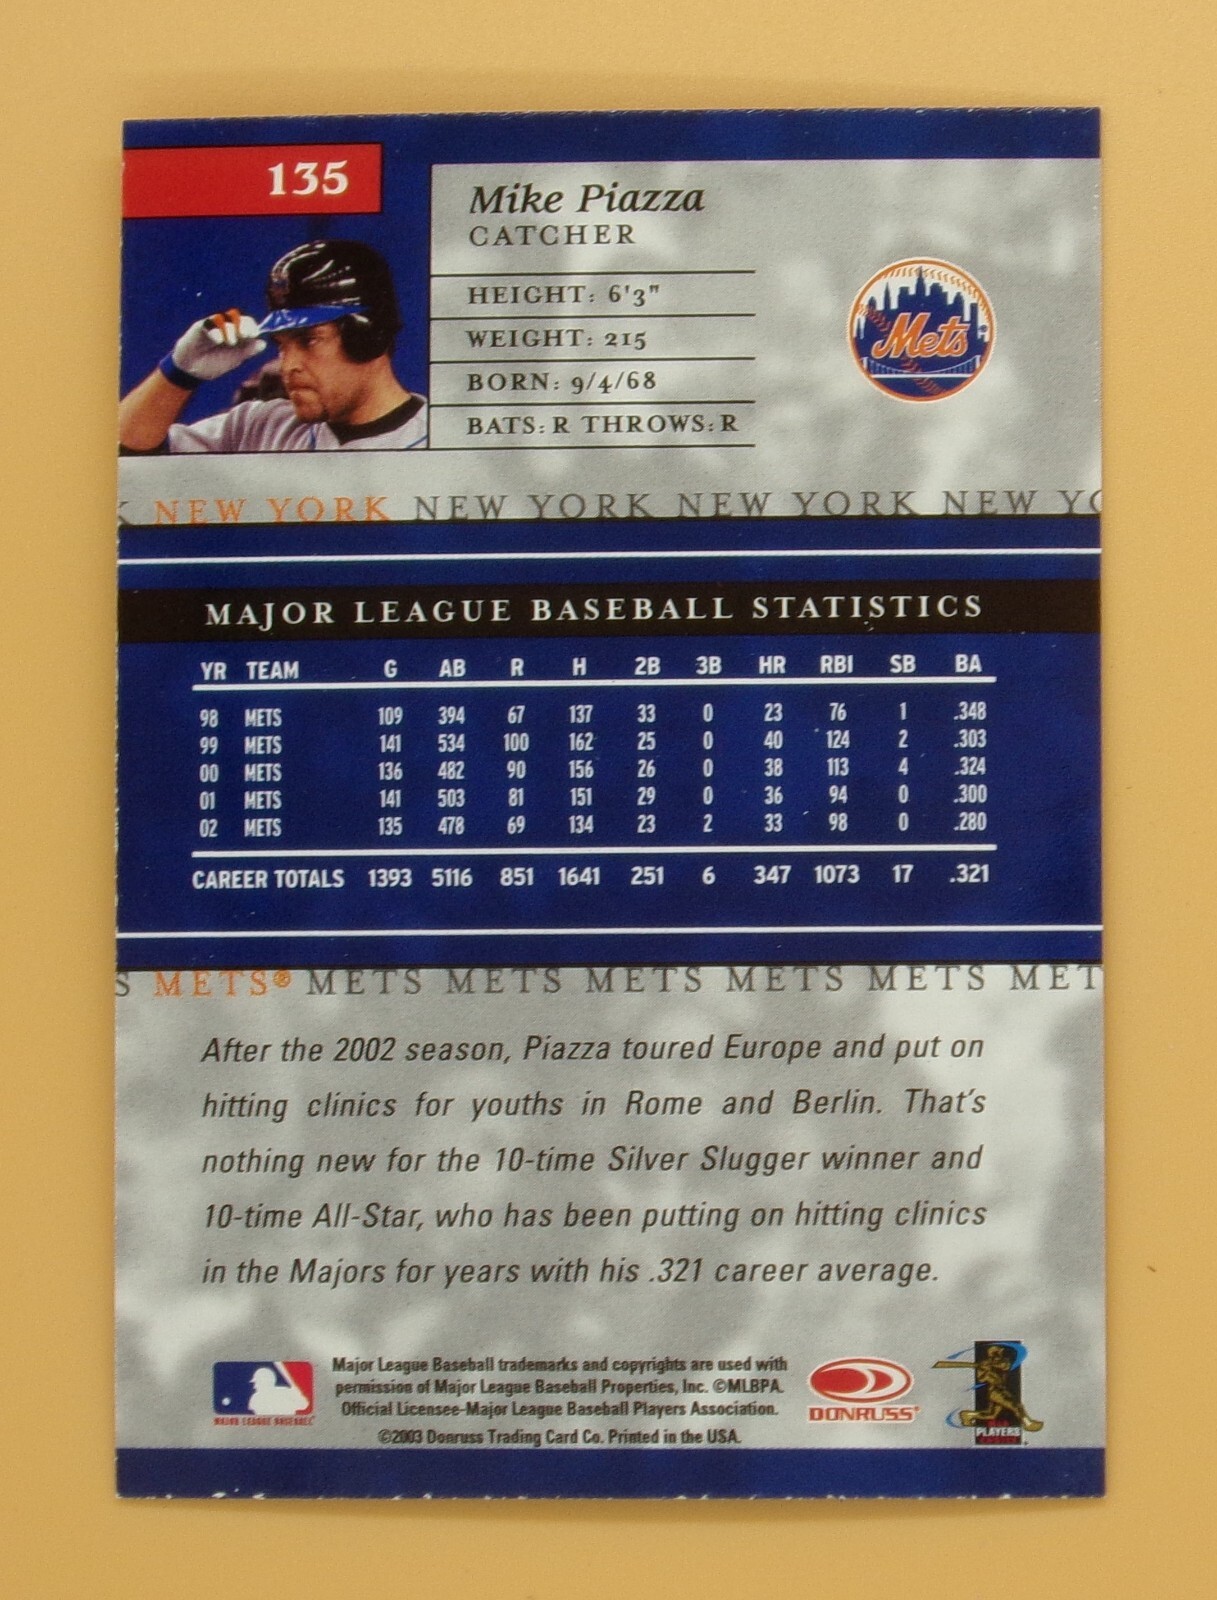 135
Mike Piazza
CATCHER
HEIGHT: 6'3"
WEIGHT: 215
BORN: 9/4/68
BATS: R THROWS: R
Mets
K NEW YORK NEW YORK NEW YORK NEW YO
MAJOR LEAGUE BASEBALL STATISTICS
YR TEAM G AB R H 2B 3B HR RBI SB BA
98 METS 109 394 67 137 33 0 23 76 1 .348
99 METS 141 534 100 162 25 0 40 124 2 .303
00 METS 136 482 90 156 26 0 38 113 4 .324
01 METS 141 503 81 151 29 0 36 94 0 .300
02 METS 135 478 69 134 23 2 33 98 0 .280
CAREER TOTALS 1393 5116 851 1641 251 6 347 1073 17 .321
S METS® METS METS METS METS METS MET
After the 2002 season, Piazza toured Europe and put on
hitting clinics for youths in Rome and Berlin. That's
nothing new for the 10-time Silver Slugger winner and
10-time All-Star, who has been putting on hitting clinics
in the Majors for years with his .321 career average.
MAJOR LEAGUE BASEBALL
Major League Baseball trademarks and copyrights are used with
permission of Major League Baseball Properties, Inc. ©MLBPA.
Official Licensee-Major League Baseball Players Association.
©2003 Donruss Trading Card Co. Printed in the USA.
DONRUSS
PLAYERS